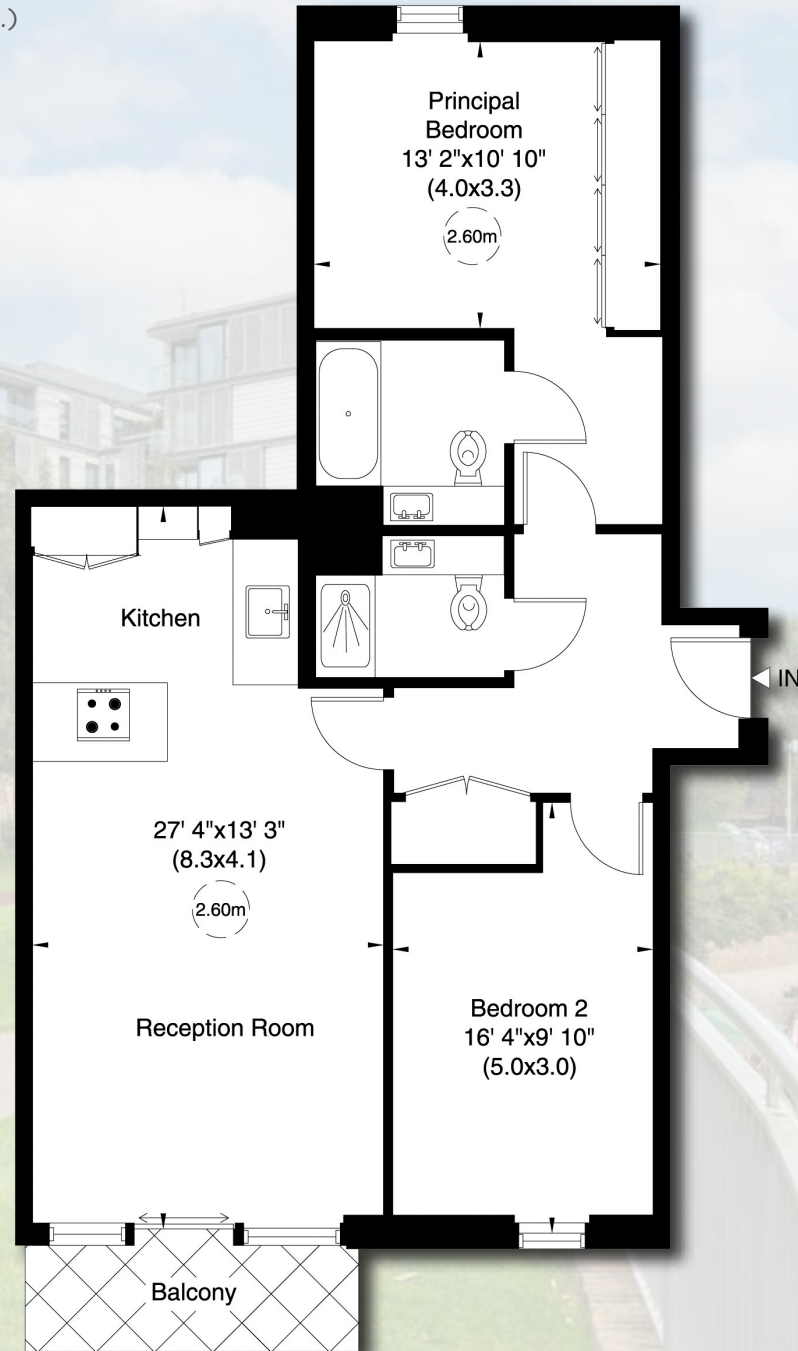 .)
Principal
Bedroom
13' 2"x10' 10"
(4.0x3.3)
2.60m
Kitchen
IN
27' 4"x13' 3"
(8.3x4.1)
2.60m
Reception Room
Bedroom 2
16' 4"x9' 10"
(5.0x3.0)
Balcony